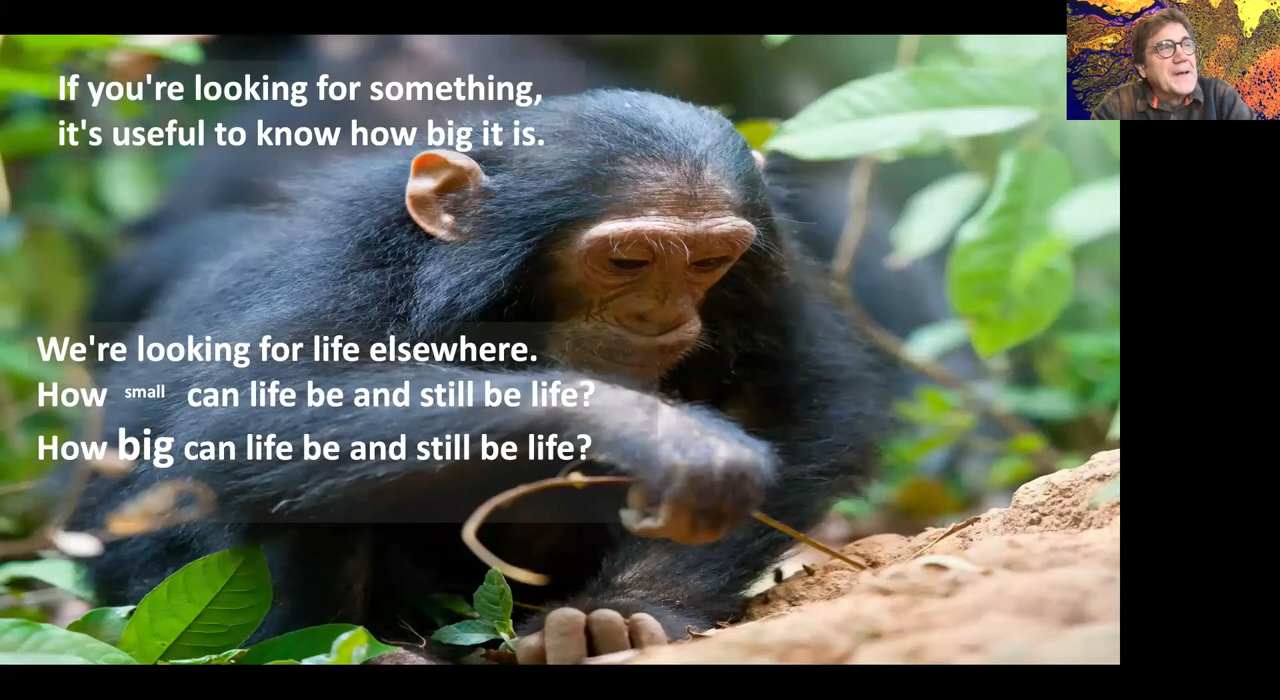 If you're looking for something,
it's useful to know how big it is.
We're looking for life elsewhere.
How small can life be and still be life?
How big can life be and still be life?